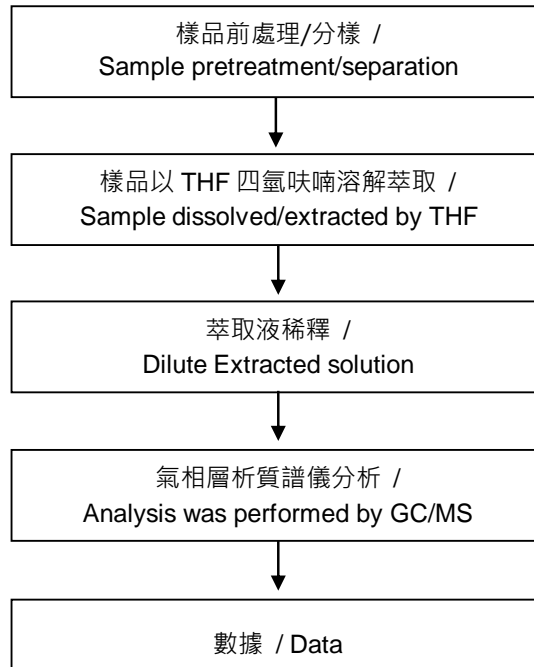 樣品前處理/分樣 /
Sample pretreatment/separation
樣品以 THF 四氫呋喃溶解萃取 /
Sample dissolved/extracted by THF
萃取液稀釋 /
Dilute Extracted solution
氣相層析質譜儀分析 /
Analysis was performed by GC/MS
數據 / Data